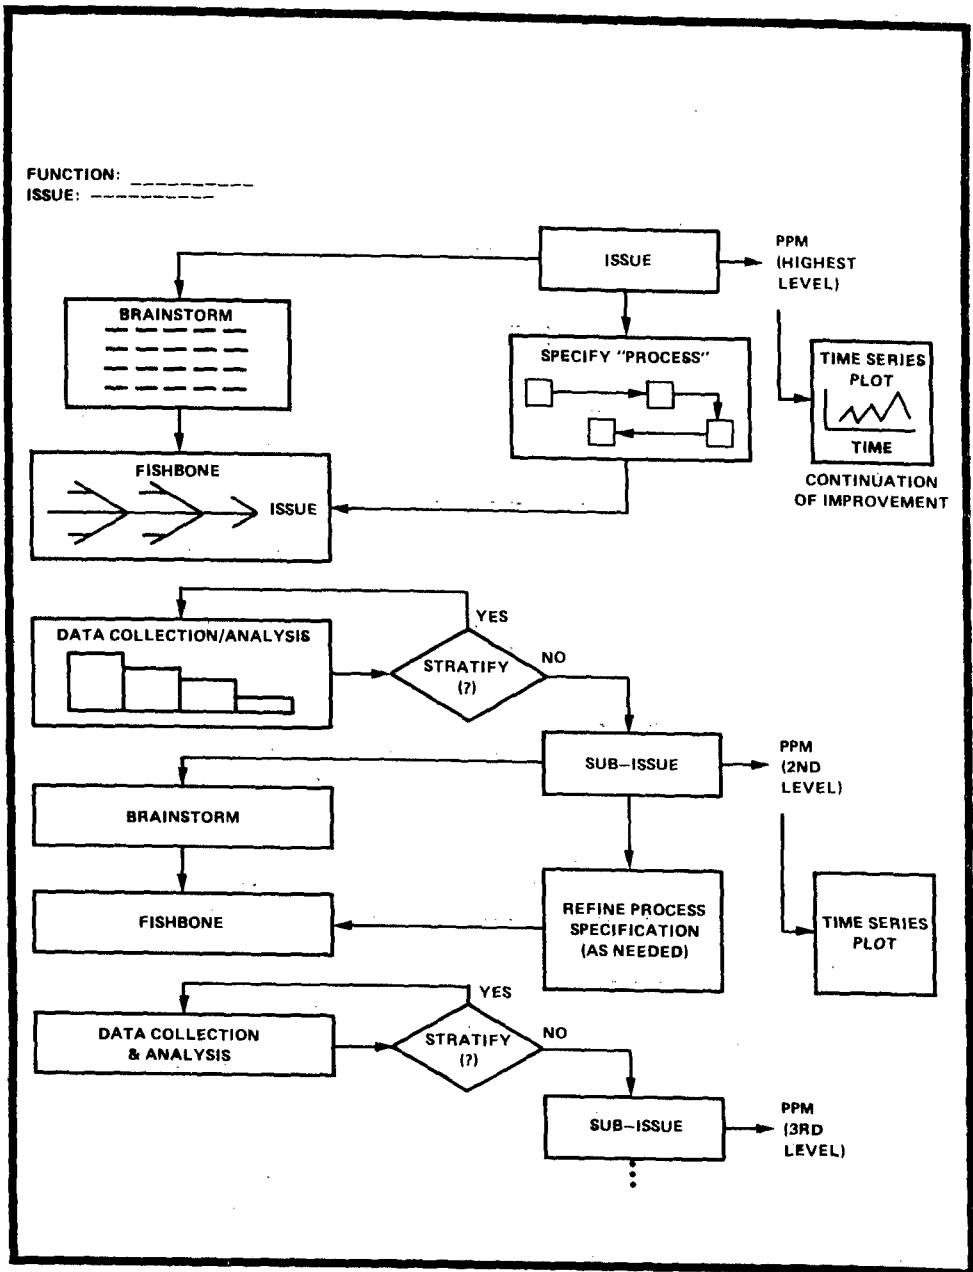 FUNCTION: __________
ISSUE: __________
ISSUE
PPM
(HIGHEST
LEVEL)
BRAINSTORM
SPECIFY "PROCESS"
TIME SERIES
PLOT
TIME
CONTINUATION
OF IMPROVEMENT
FISHBONE
ISSUE
YES
DATA COLLECTION/ANALYSIS
STRATIFY
(?)
NO
SUB-ISSUE
PPM
(2ND
LEVEL)
BRAINSTORM
FISHBONE
REFINE PROCESS
SPECIFICATION
(AS NEEDED)
TIME SERIES
PLOT
YES
DATA COLLECTION
& ANALYSIS
STRATIFY
(?)
NO
SUB-ISSUE
PPM
(3RD
LEVEL)